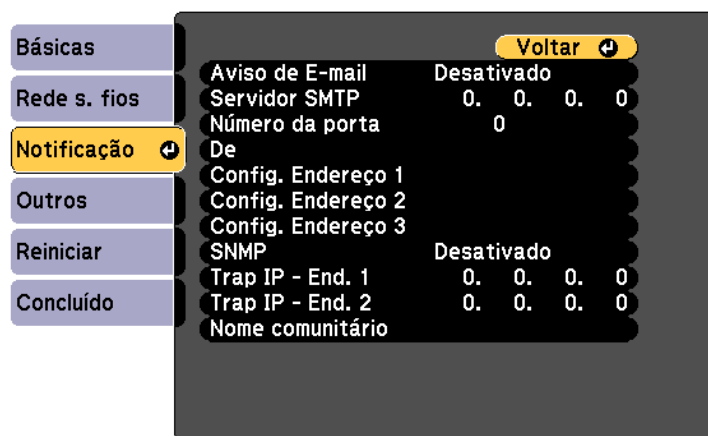 Básicas
Rede s. fios
Notificação
Outros
Reiniciar
Concluído
Voltar
Aviso de E-mail Desativado
Servidor SMTP 0. 0. 0. 0
Número da porta 0
De
Config. Endereço 1
Config. Endereço 2
Config. Endereço 3
SNMP Desativado
Trap IP - End. 1 0. 0. 0. 0
Trap IP - End. 2 0. 0. 0. 0
Nome comunitário